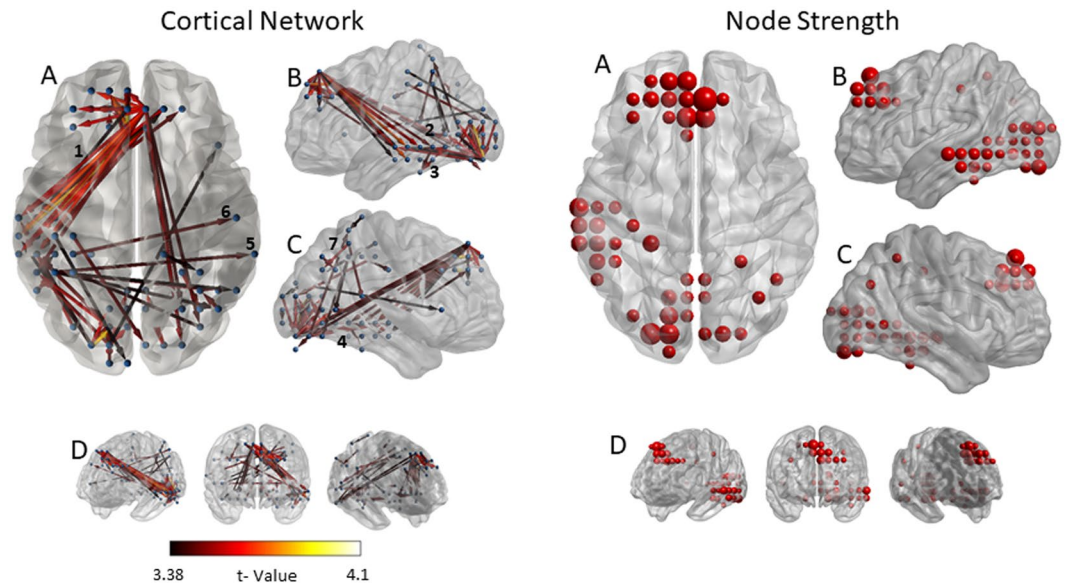 Cortical Network
Node Strength
A
B
1
2
3
6
5
C
7
4
D
3.38 t- Value 4.1
A
B
C
D